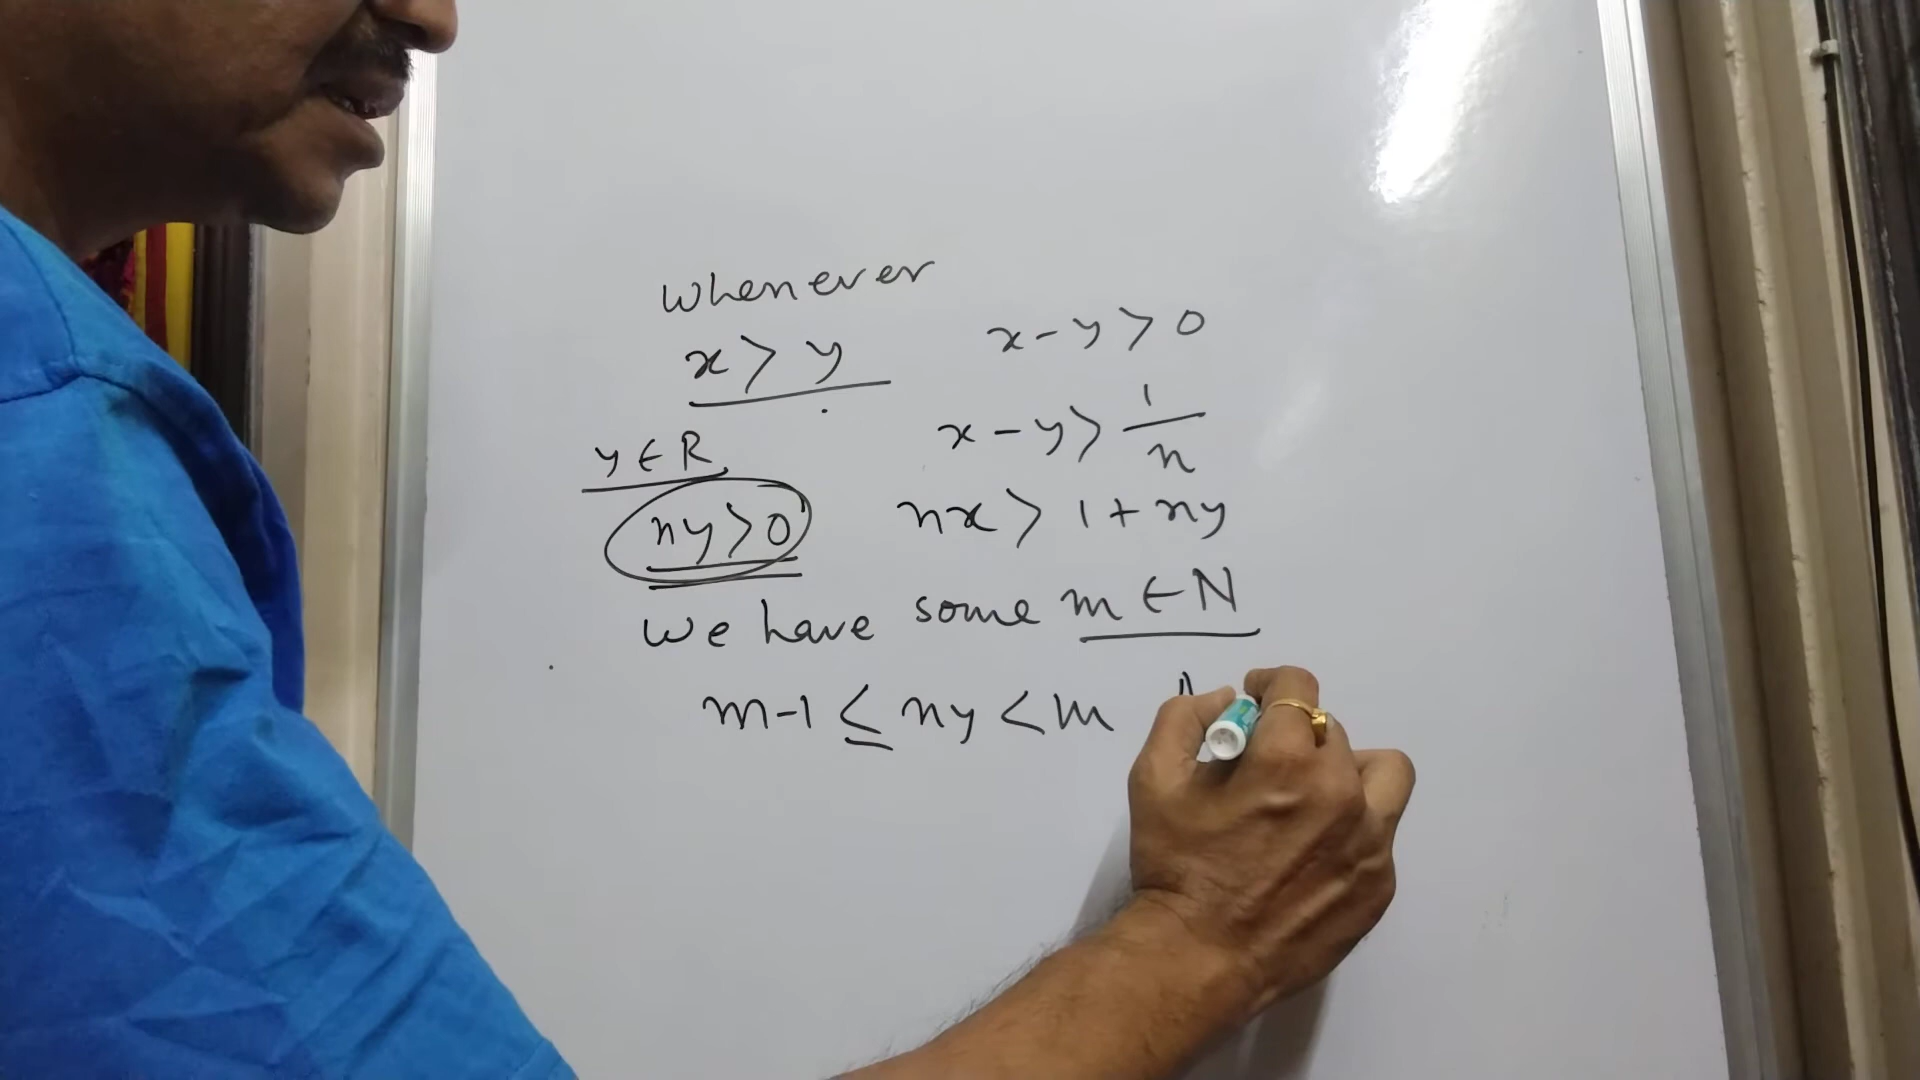 Whenever
x > y
x - y > 0
y ∈ R
x - y > 1/n
ny > 0
nx > 1 + ny
we have some m ∈ N
m-1 ≤ ny < m